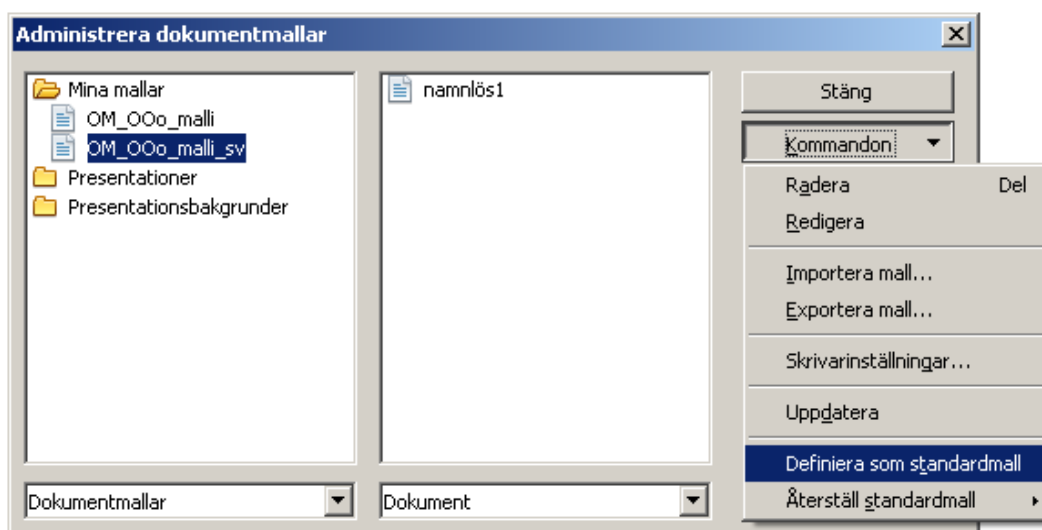 Administrera dokumentmallar
Mina mallar
OM_OOo_malli
OM_OOo_malli_sv
Presentationer
Presentationsbakgrunder
Dokumentmallar
namnlös1
Dokument
Stäng
Kommandon
Radera Del
Redigera
Importera mall...
Exportera mall...
Skrivarinställningar...
Uppdatera
Definiera som standardmall
Återställ standardmall